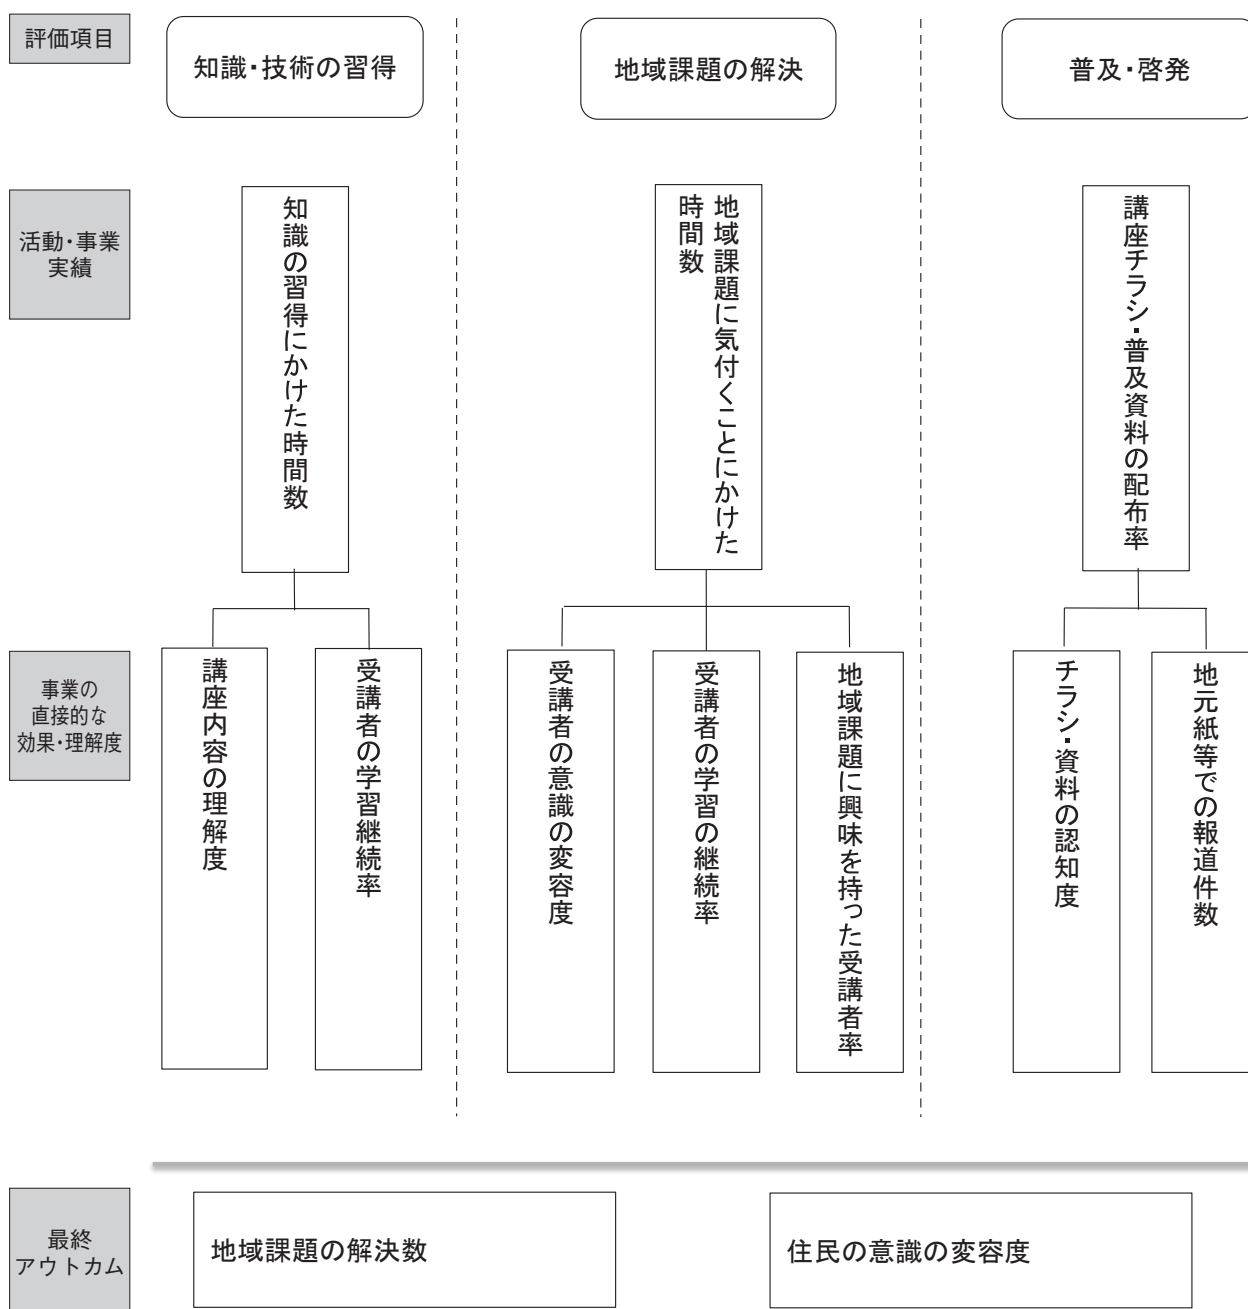 評価項目
知識・技術の習得
地域課題の解決
普及・啓発
活動・事業
実績
知識の習得にかけた時間数
地域課題に気付くことにかけた
時間数
講座チラシ・普及資料の配布率
事業の
直接的な
効果・理解度
講座内容の理解度
受講者の学習継続率
受講者の意識の変容度
受講者の学習の継続率
地域課題に興味を持った受講者率
チラシ・資料の認知度
地元紙等での報道件数
最終
アウトカム
地域課題の解決数
住民の意識の変容度